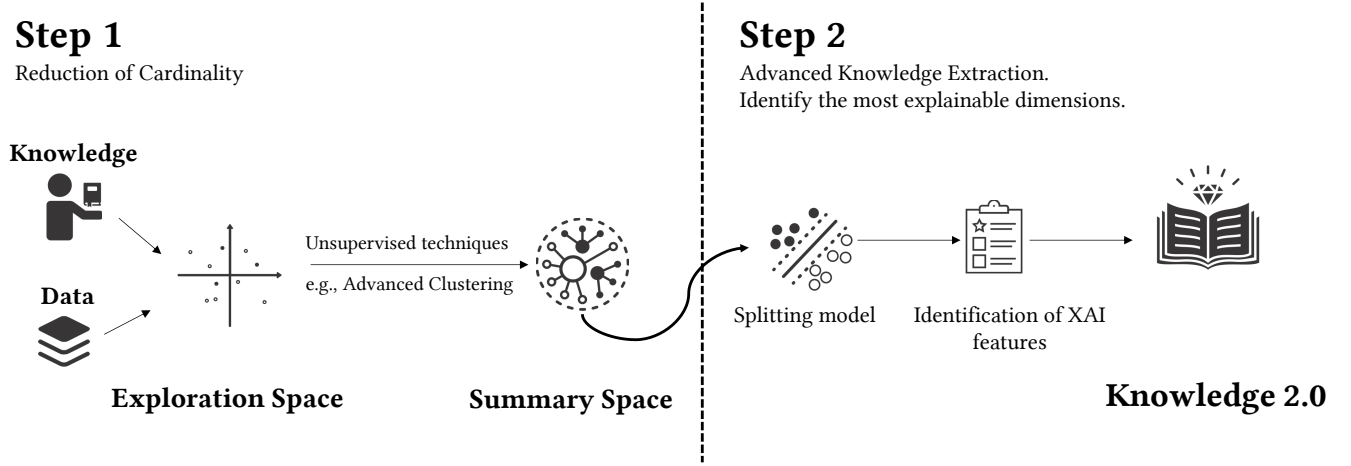 Step 1
Reduction of Cardinality
Knowledge
Data
Unsupervised techniques
e.g., Advanced Clustering
Exploration Space
Summary Space
Step 2
Advanced Knowledge Extraction.
Identify the most explainable dimensions.
Splitting model
Identification of XAI
features
Knowledge 2.0